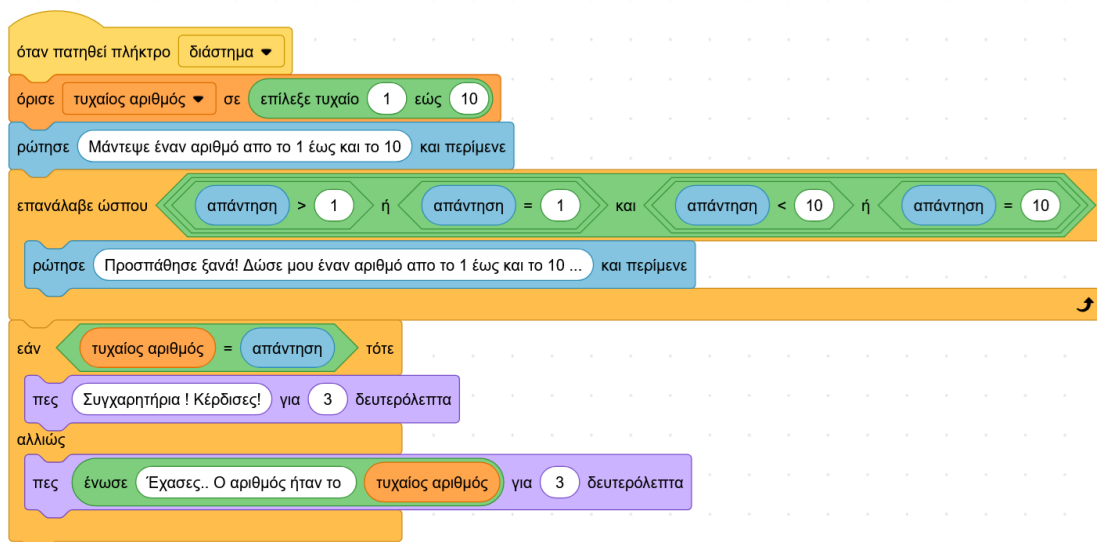 όταν πατηθεί πλήκτρο διάστημα
όρισε τυχαίος αριθμός σε επίλεξε τυχαίο 1 εώς 10
ρώτησε Μάντεψε έναν αριθμό απο το 1 έως και το 10 και περίμενε
επανάλαβε ώσπου απάντηση > 1 ή απάντηση = 1 και απάντηση < 10 ή απάντηση = 10
ρώτησε Προσπάθησε ξανά! Δώσε μου έναν αριθμό απο το 1 έως και το 10 ... και περίμενε
εάν τυχαίος αριθμός = απάντηση τότε
πες Συγχαρητήρια ! Κέρδισες! για 3 δευτερόλεπτα
αλλιώς
πες ένωσε Έχασες.. Ο αριθμός ήταν το τυχαίος αριθμός για 3 δευτερόλεπτα